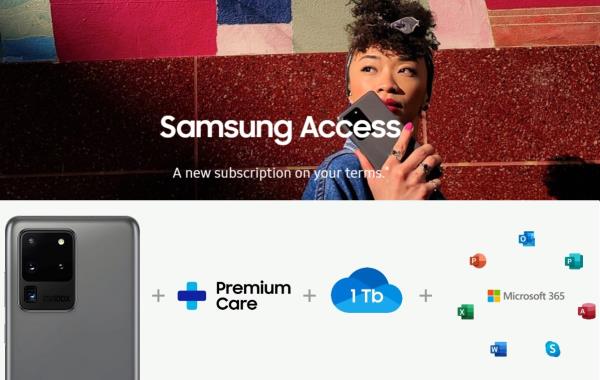 Samsung Access
A new subscription on your terms.*
+ Premium Care + 1 Tb + Microsoft 365